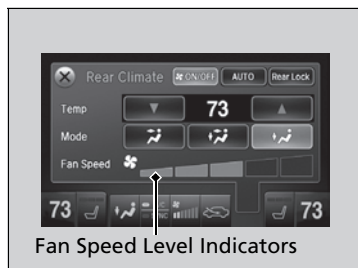 Rear Climate ON/OFF AUTO Rear Lock
Temp 73
Mode
Fan Speed
73 73
Fan Speed Level Indicators